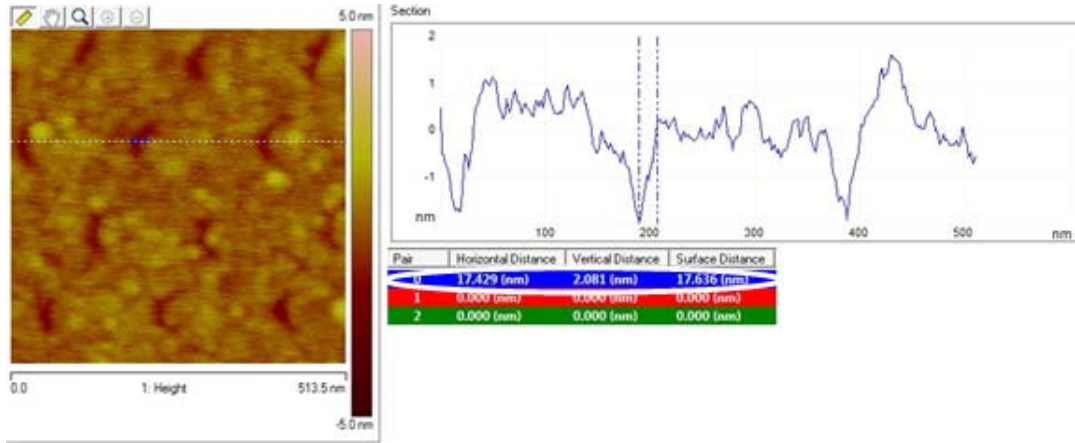 5.0 nm
0.0 1: Height 513.5 nm
-5.0 nm
Section
2
1
0
-1
nm
100 200 300 400 500 nm
Pair Horizontal Distance Vertical Distance Surface Distance
0 17.429 (nm) 2.081 (nm) 17.636 (nm)
1 0.000 (nm) 0.000 (nm) 0.000 (nm)
2 0.000 (nm) 0.000 (nm) 0.000 (nm)